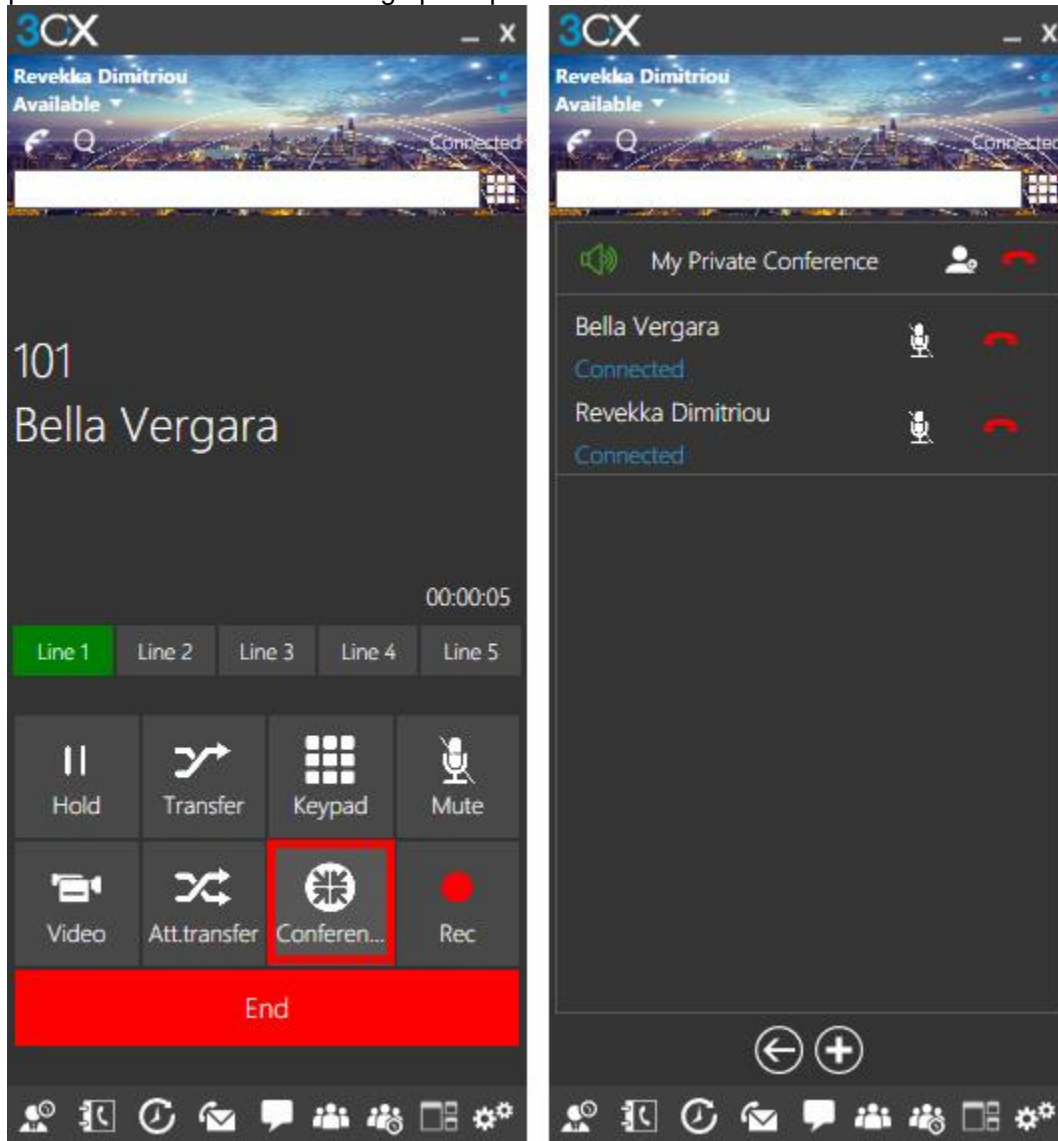 3CX
Revekka Dimitriou
Available
Connected
101
Bella Vergara
00:00:05
Line 1 Line 2 Line 3 Line 4 Line 5
Hold Transfer Keypad Mute
Video Att.transfer Conferen... Rec
End
3CX
Revekka Dimitriou
Available
Connected
My Private Conference
Bella Vergara
Connected
Revekka Dimitriou
Connected